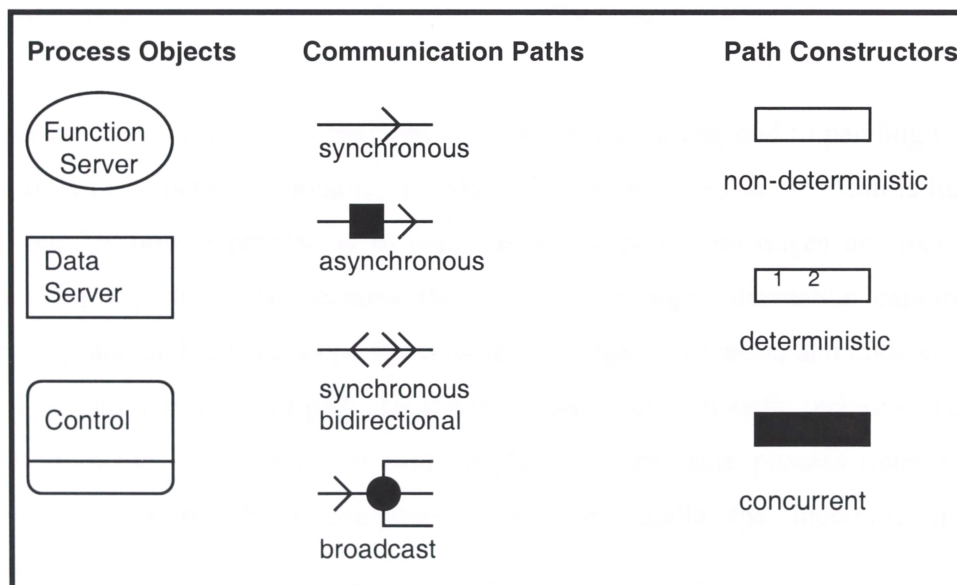 Process Objects
Communication Paths
Path Constructors
Function
Server
Data
Server
Control
synchronous
asynchronous
synchronous
bidirectional
broadcast
non-deterministic
1 2
deterministic
concurrent